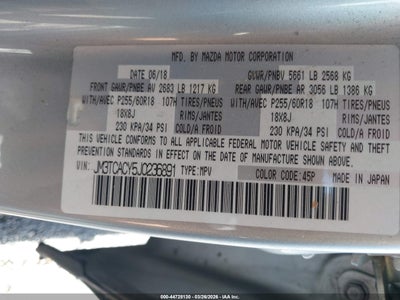 MFD. BY MAZDA MOTOR CORPORATION
DATE 06/18 GVWR/PNBV 5661 LB 2568 KG
FRONT GAWR/PNBE AV 2683 LB 1217 KG REAR GAWR/PNBE AR 3056 LB 1386 KG
WITH/AVEC P255/60R18 107H TIRES/PNEUS WITH/AVEC P255/60R18 107H TIRES/PNEUS
18X8J RIMS/JANTES 18X8J RIMS/JANTES
230 KPA/34 PSI COLD/FROID 230 KPA/34 PSI COLD/FROID
THIS VEHICLE CONFORMS TO ALL APPLICABLE FEDERAL MOTOR VEHICLE
SAFETY, BUMPER, AND THEFT PREVENTION STANDARDS IN EFFECT
ON THE DATE OF MANUFACTURE SHOWN ABOVE.
VIN: JM3TCACY5J0236891 TYPE:MPV COLOR CODE:45P MADE IN JAPAN
000-44728130 - 03/26/2026 - IAAI.COM